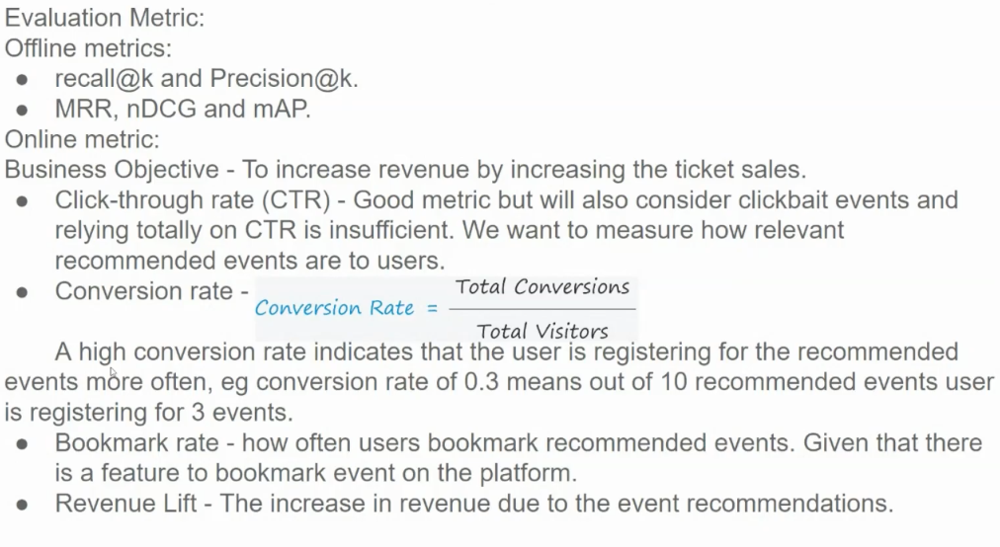 Evaluation Metric:
Offline metrics:
● recall@k and Precision@k.
● MRR, nDCG and mAP.
Online metric:
Business Objective - To increase revenue by increasing the ticket sales.
● Click-through rate (CTR) - Good metric but will also consider clickbait events and
relying totally on CTR is insufficient. We want to measure how relevant
recommended events are to users.
● Conversion rate -
Conversion Rate = Total Conversions
Total Visitors
A high conversion rate indicates that the user is registering for the recommended
events more often, eg conversion rate of 0.3 means out of 10 recommended events user
is registering for 3 events.
● Bookmark rate - how often users bookmark recommended events. Given that there
is a feature to bookmark event on the platform.
● Revenue Lift - The increase in revenue due to the event recommendations.